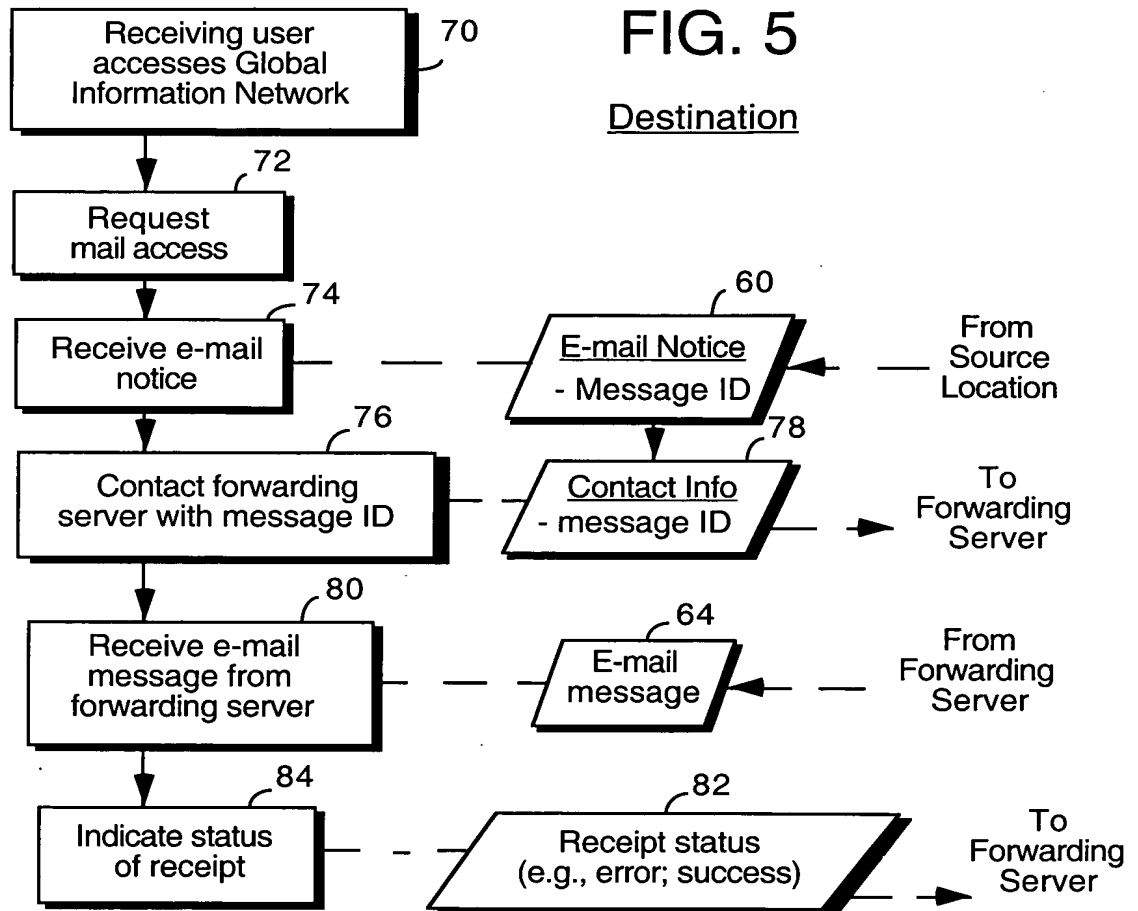 FIG. 5
Destination
Receiving user
accesses Global
Information Network
70
72
Request
mail access
74
Receive e-mail
notice
60
E-mail Notice
- Message ID
From
Source
Location
76
Contact forwarding
server with message ID
78
Contact Info
- message ID
To
Forwarding
Server
80
Receive e-mail
message from
forwarding server
64
E-mail
message
From
Forwarding
Server
84
Indicate status
of receipt
82
Receipt status
(e.g., error; success)
To
Forwarding
Server